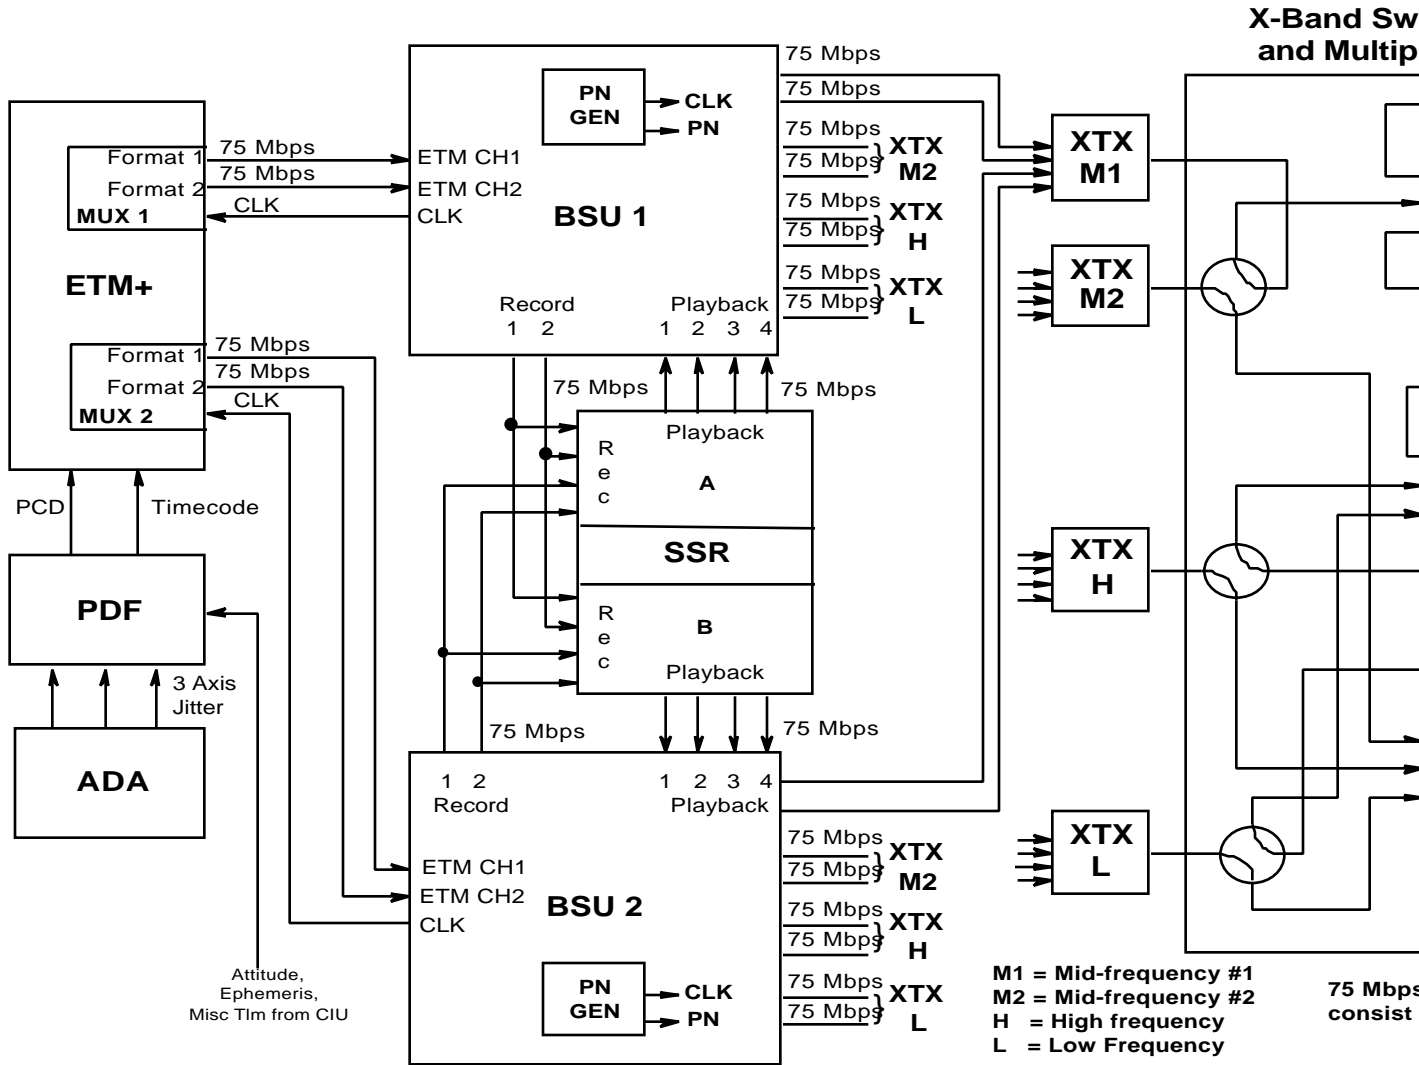 X-Band Sw
and Multip
75 Mbps
75 Mbps
75 Mbps
75 Mbps
XTX
M2
75 Mbps
75 Mbps
XTX
H
75 Mbps
75 Mbps
XTX
L
PN
GEN
CLK
PN
ETM CH1
ETM CH2
CLK
BSU 1
Record
1 2
Playback
1 2 3 4
Format 1
75 Mbps
Format 2
75 Mbps
MUX 1
CLK
ETM+
Format 1
75 Mbps
Format 2
75 Mbps
MUX 2
CLK
XTX
M1
XTX
M2
XTX
H
XTX
L
75 Mbps
75 Mbps
Playback
Rec
A
SSR
Rec
B
Playback
PCD
Timecode
PDF
3 Axis
Jitter
ADA
75 Mbps
75 Mbps
1 2
Record
1 2 3 4
Playback
ETM CH1
ETM CH2
CLK
BSU 2
PN
GEN
CLK
PN
75 Mbps
75 Mbps
XTX
M2
75 Mbps
75 Mbps
XTX
H
75 Mbps
75 Mbps
XTX
L
Attitude,
Ephemeris,
Misc Tlm from CIU
M1 = Mid-frequency #1
M2 = Mid-frequency #2
H = High frequency
L = Low Frequency
75 Mbps
consist